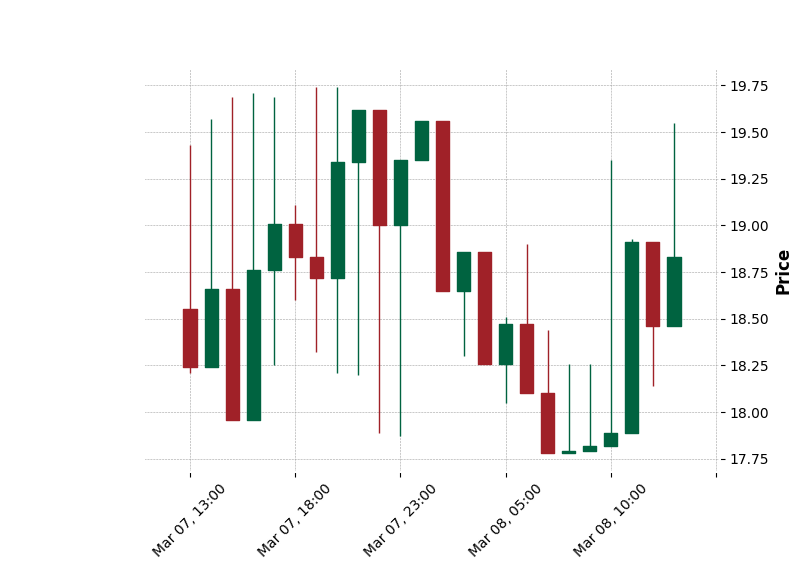 19.75
19.50
19.25
19.00
18.75
18.50
18.25
18.00
17.75
Price
Mar 07, 13:00
Mar 07, 18:00
Mar 07, 23:00
Mar 08, 05:00
Mar 08, 10:00